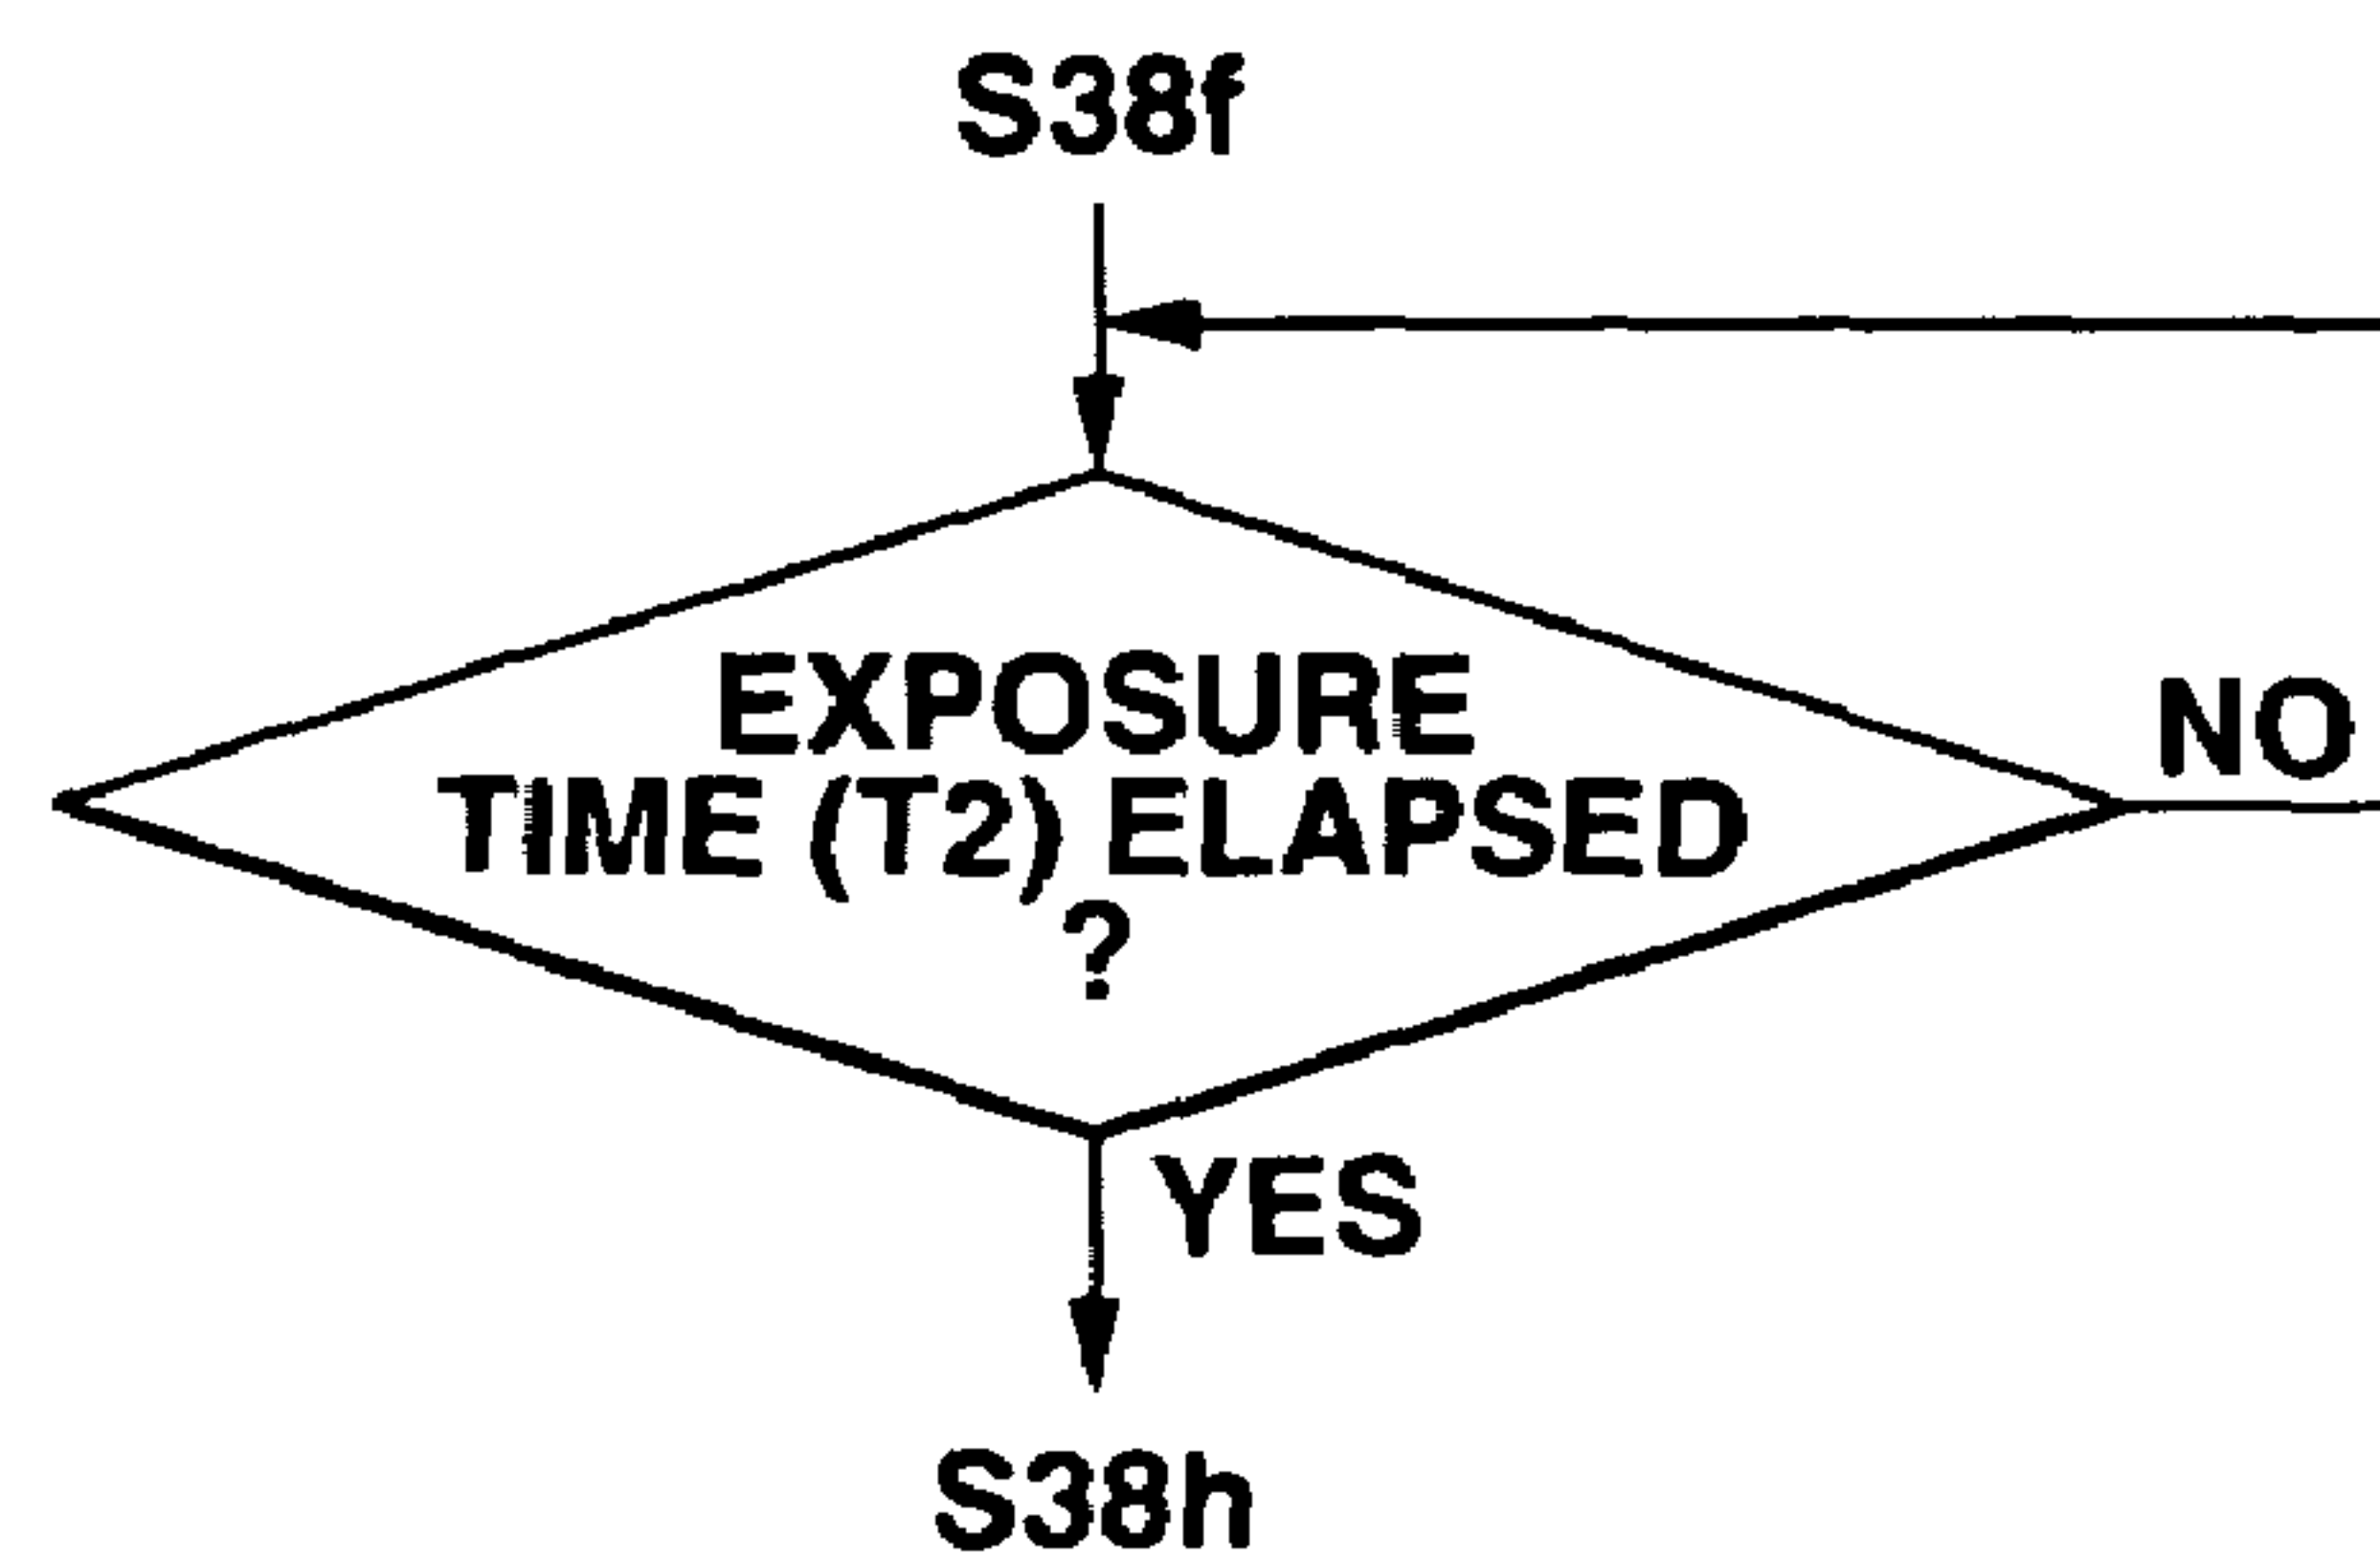 S38f
EXPOSURE
NO
TIME (T2) ELAPSED
?
YES
S38h